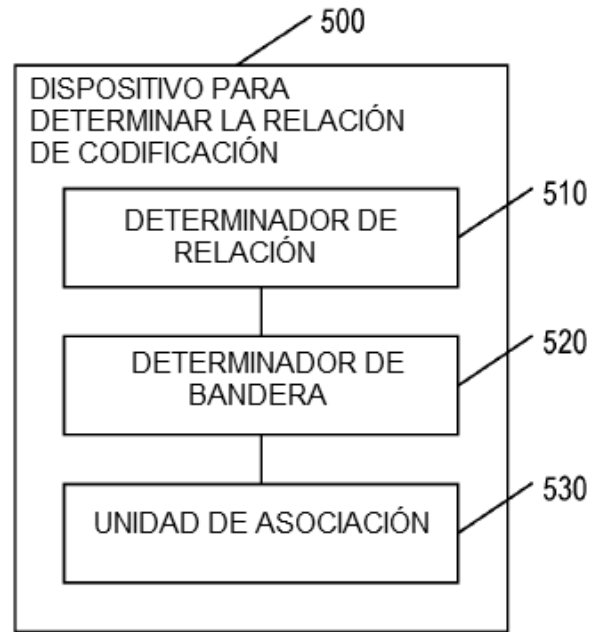 500
DISPOSITIVO PARA
DETERMINAR LA RELACIÓN
DE CODIFICACIÓN
510
DETERMINADOR DE
RELACIÓN
520
DETERMINADOR DE
BANDERA
530
UNIDAD DE ASOCIACIÓN